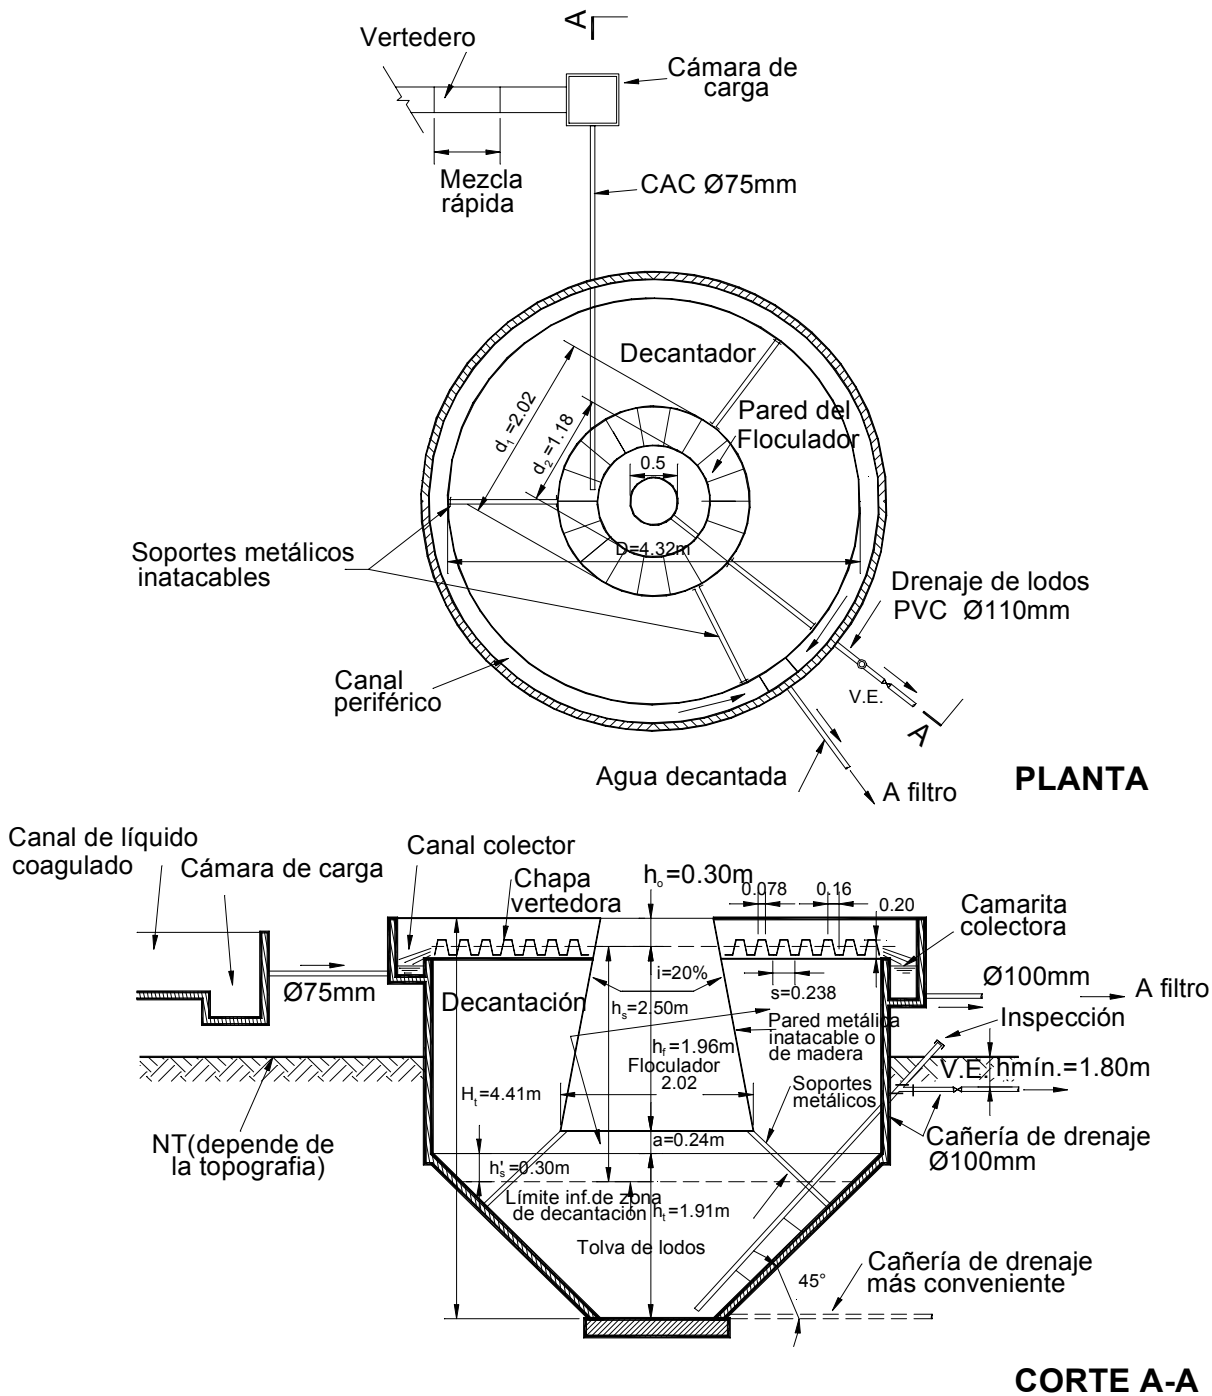 A
Vertedero
Cámara de
carga
Mezcla
rápida
CAC Ø75mm
Decantador
d₁=2.02
d₂=1.18
Pared del
Floculador
0.5
D=4.32m
Soportes metálicos
inatacables
Drenaje de lodos
PVC Ø110mm
Canal
periférico
V.E.
A
Agua decantada
A filtro
PLANTA
Canal de líquido
coagulado
Cámara de carga
Canal colector
Chapa
vertedora
hₒ=0.30m
0.078
0.16
0.20
Camarita
colectora
Ø75mm
Decantación
i=20%
s=0.238
Ø100mm
A filtro
hₛ=2.50m
Pared metálica
inatacable o
de madera
Inspección
h_f=1.96m
Floculador
2.02
V.E.
hmín.=1.80m
Hₜ=4.41m
Soportes
metálicos
NT(depende de
la topografia)
a=0.24m
Cañería de drenaje
Ø100mm
h'ₛ=0.30m
Límite inf.de zona
de decantación
hₜ=1.91m
Tolva de lodos
45°
Cañería de drenaje
más conveniente
CORTE A-A